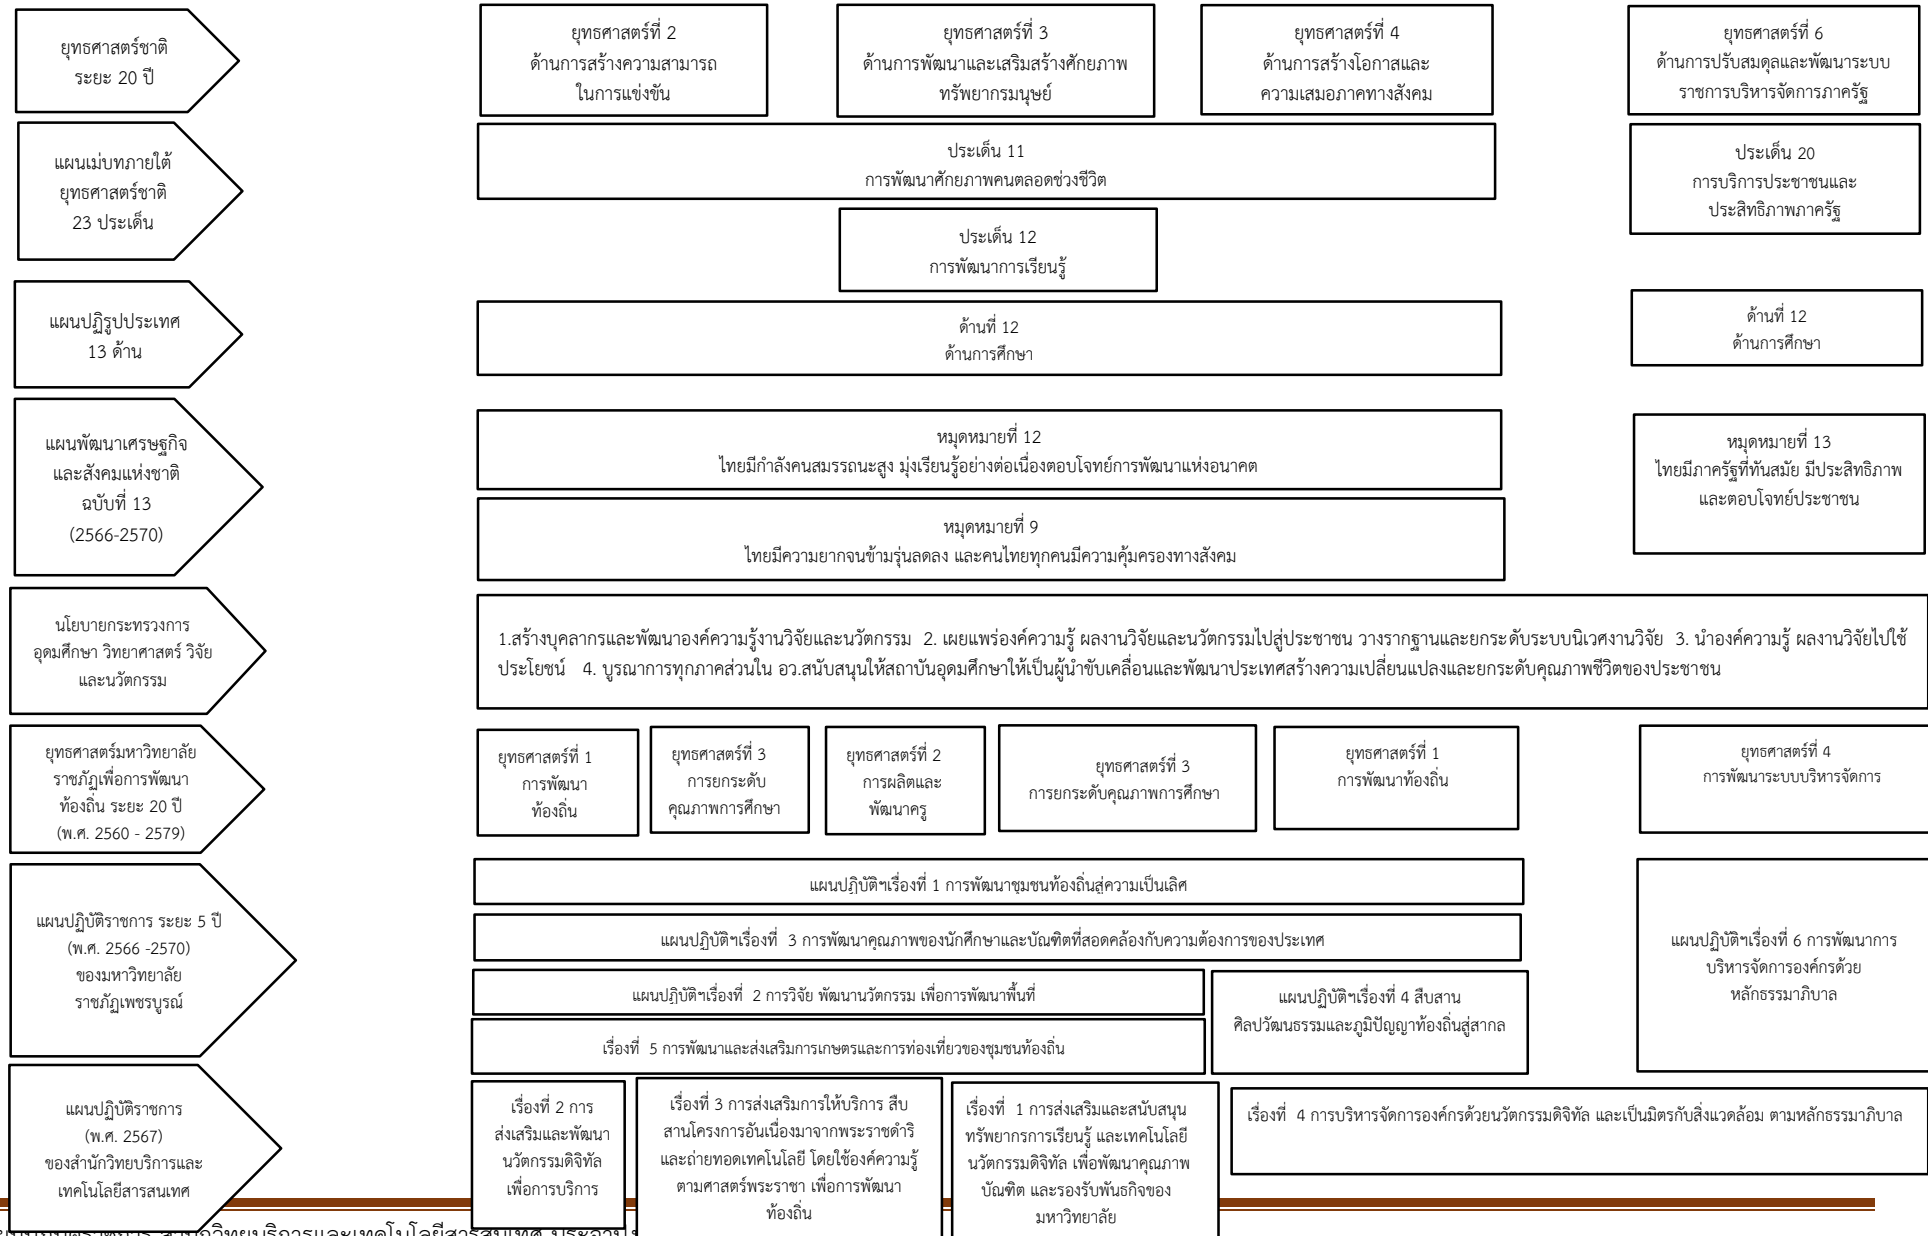 ยุทธศาสตร์ชาติ
ระยะ 20 ปี
ยุทธศาสตร์ที่ 2
ด้านการสร้างความสามารถ
ในการแข่งขัน
ยุทธศาสตร์ที่ 3
ด้านการพัฒนาและเสริมสร้างศักยภาพ
ทรัพยากรมนุษย์
ยุทธศาสตร์ที่ 4
ด้านการสร้างโอกาสและ
ความเสมอภาคทางสังคม
ยุทธศาสตร์ที่ 6
ด้านการปรับสมดุลและพัฒนาระบบ
ราชการบริหารจัดการภาครัฐ
แผนเม่บทภายใต้
ยุทธศาสตร์ชาติ
23 ประเด็น
ประเด็น 11
การพัฒนาศักยภาพคนตลอดช่วงชีวิต
ประเด็น 20
การบริการประชาชนและ
ประสิทธิภาพภาครัฐ
ประเด็น 12
การพัฒนาการเรียนรู้
แผนปฏิรูปประเทศ
13 ด้าน
ด้านที่ 12
ด้านการศึกษา
ด้านที่ 12
ด้านการศึกษา
แผนพัฒนาเศรษฐกิจ
และสังคมแห่งชาติ
ฉบับที่ 13
(2566-2570)
หมุดหมายที่ 12
ไทยมีกำลังคนสมรรถนะสูง มุ่งเรียนรู้อย่างต่อเนื่องตอบโจทย์การพัฒนาแห่งอนาคต
หมุดหมายที่ 13
ไทยมีภาครัฐที่ทันสมัย มีประสิทธิภาพ
และตอบโจทย์ประชาชน
หมุดหมายที่ 9
ไทยมีความยากจนข้ามรุ่นลดลง และคนไทยทุกคนมีความคุ้มครองทางสังคม
นโยบายกระทรวงการ
อุดมศึกษา วิทยาศาสตร์ วิจัย
และนวัตกรรม
1.สร้างบุคลากรและพัฒนาองค์ความรู้งานวิจัยและนวัตกรรม 2. เผยแพร่องค์ความรู้ ผลงานวิจัยและนวัตกรรมไปสู่ประชาชน วางรากฐานและยกระดับระบบนิเวศงานวิจัย 3. นำองค์ความรู้ ผลงานวิจัยไปใช้
ประโยชน์ 4. บูรณาการทุกภาคส่วนใน อว.สนับสนุนให้สถาบันอุดมศึกษาให้เป็นผู้นำขับเคลื่อนและพัฒนาประเทศสร้างความเปลี่ยนแปลงและยกระดับคุณภาพชีวิตของประชาชน
ยุทธศาสตร์มหาวิทยาลัย
ราชภัฏเพื่อการพัฒนา
ท้องถิ่น ระยะ 20 ปี
(พ.ศ. 2560 - 2579)
ยุทธศาสตร์ที่ 1
การพัฒนา
ท้องถิ่น
ยุทธศาสตร์ที่ 3
การยกระดับ
คุณภาพการศึกษา
ยุทธศาสตร์ที่ 2
การผลิตและ
พัฒนาครู
ยุทธศาสตร์ที่ 3
การยกระดับคุณภาพการศึกษา
ยุทธศาสตร์ที่ 1
การพัฒนาท้องถิ่น
ยุทธศาสตร์ที่ 4
การพัฒนาระบบบริหารจัดการ
แผนปฏิบัติราชการ ระยะ 5 ปี
(พ.ศ. 2566 -2570)
ของมหาวิทยาลัย
ราชภัฏเพชรบูรณ์
แผนปฏิบัติฯเรื่องที่ 1 การพัฒนาชุมชนท้องถิ่นสู่ความเป็นเลิศ
แผนปฏิบัติฯเรื่องที่ 3 การพัฒนาคุณภาพของนักศึกษาและบัณฑิตที่สอดคล้องกับความต้องการของประเทศ
แผนปฏิบัติฯเรื่องที่ 2 การวิจัย พัฒนานวัตกรรม เพื่อการพัฒนาพื้นที่
เรื่องที่ 5 การพัฒนาและส่งเสริมการเกษตรและการท่องเที่ยวของชุมชนท้องถิ่น
แผนปฏิบัติฯเรื่องที่ 4 สืบสาน
ศิลปวัฒนธรรมและภูมิปัญญาท้องถิ่นสู่สากล
แผนปฏิบัติฯเรื่องที่ 6 การพัฒนาการ
บริหารจัดการองค์กรด้วย
หลักธรรมาภิบาล
แผนปฏิบัติราชการ
(พ.ศ. 2567)
ของสำนักวิทยบริการและ
เทคโนโลยีสารสนเทศ
เรื่องที่ 2 การ
ส่งเสริมและพัฒนา
นวัตกรรมดิจิทัล
เพื่อการบริการ
เรื่องที่ 3 การส่งเสริมการให้บริการ สืบ
สานโครงการอันเนื่องมาจากพระราชดำริ
และถ่ายทอดเทคโนโลยี โดยใช้องค์ความรู้
ตามศาสตร์พระราชา เพื่อการพัฒนา
ท้องถิ่น
เรื่องที่ 1 การส่งเสริมและสนับสนุน
ทรัพยากรการเรียนรู้ และเทคโนโลยี
นวัตกรรมดิจิทัล เพื่อพัฒนาคุณภาพ
บัณฑิต และรองรับพันธกิจของ
มหาวิทยาลัย
เรื่องที่ 4 การบริหารจัดการองค์กรด้วยนวัตกรรมดิจิทัล และเป็นมิตรกับสิ่งแวดล้อม ตามหลักธรรมาภิบาล